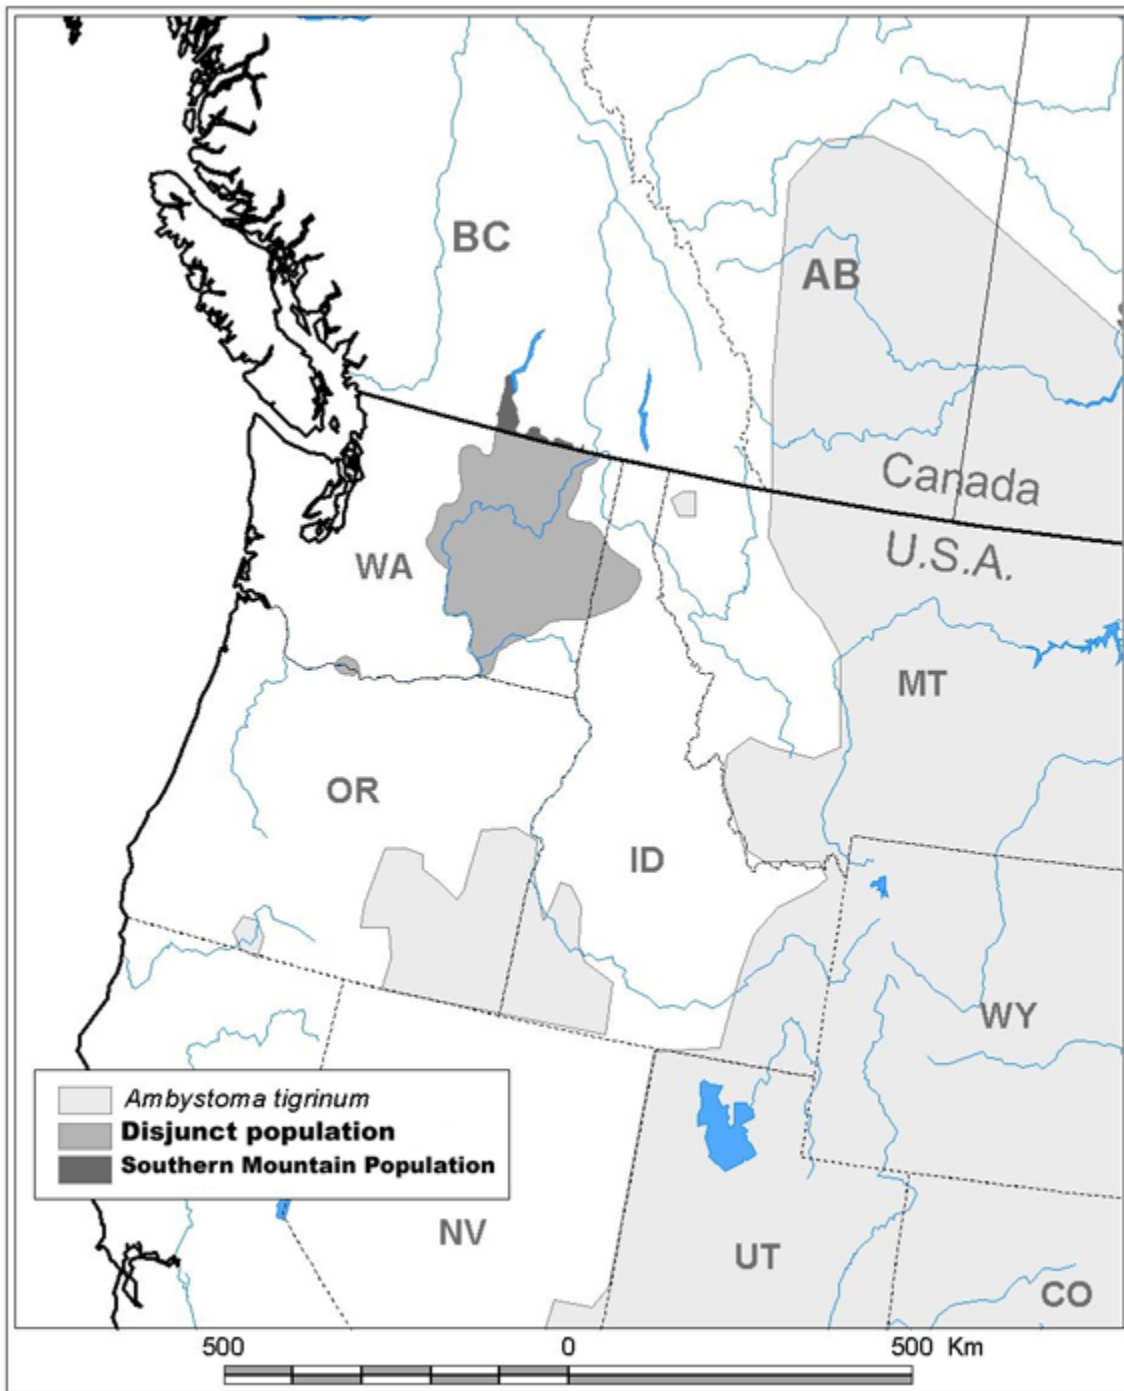 BC
AB
Canada
U.S.A.
WA
MT
OR
ID
WY
Ambystoma tigrinum
Disjunct population
Southern Mountain Population
NV
UT
CO
500 0 500 Km